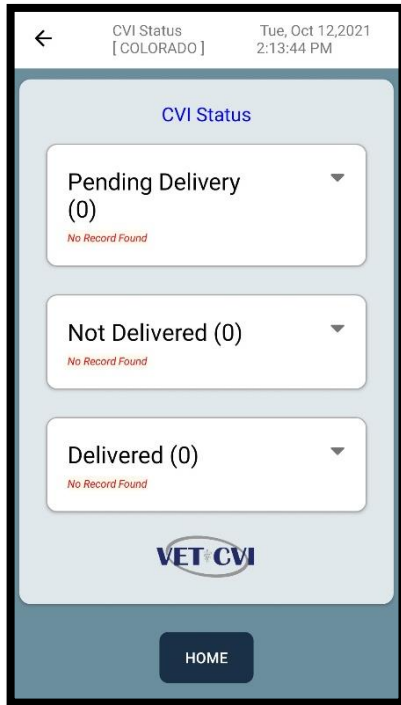 CVI Status
[ COLORADO ]
Tue, Oct 12,2021
2:13:44 PM
CVI Status
Pending Delivery
(0)
No Record Found
Not Delivered (0)
No Record Found
Delivered (0)
No Record Found
VET CVI
HOME